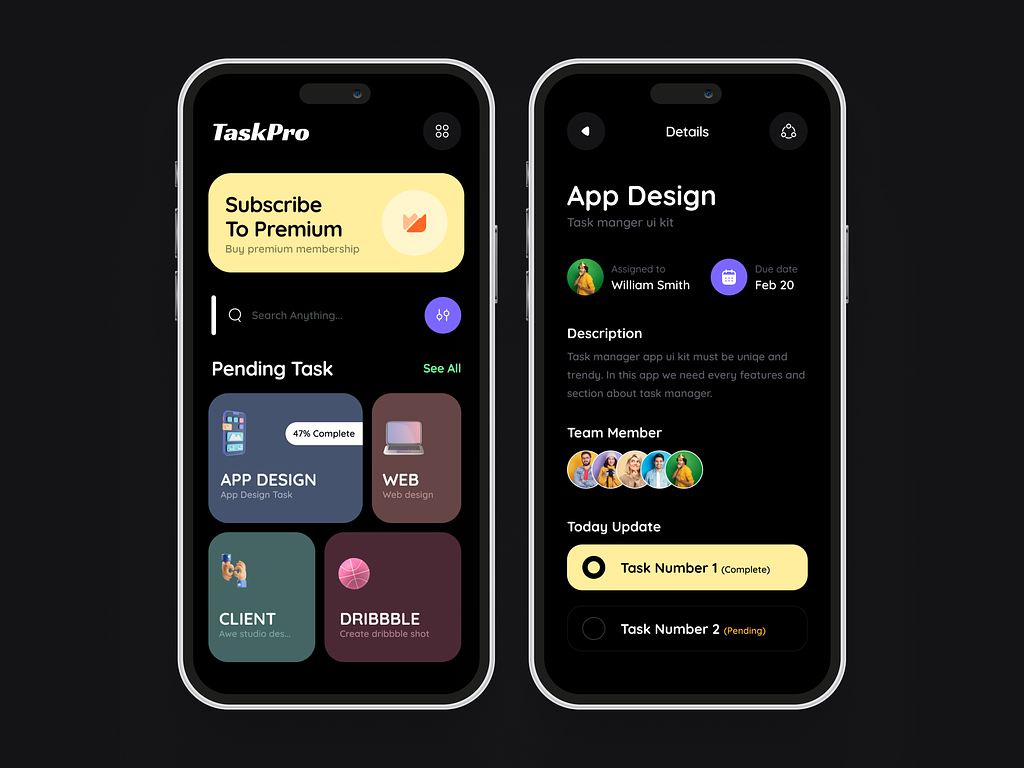 TaskPro
Subscribe
To Premium
Buy premium membership
Search Anything...
Pending Task
See All
47% Complete
APP DESIGN
App Design Task
WEB
Web design
CLIENT
Awe studio des...
DRIBBBLE
Create dribbble shot
Details
App Design
Task manger ui kit
Assigned to
William Smith
Due date
Feb 20
Description
Task manager app ui kit must be uniqe and
trendy. In this app we need every features and
section about task manager.
Team Member
Today Update
Task Number 1 (Complete)
Task Number 2 (Pending)